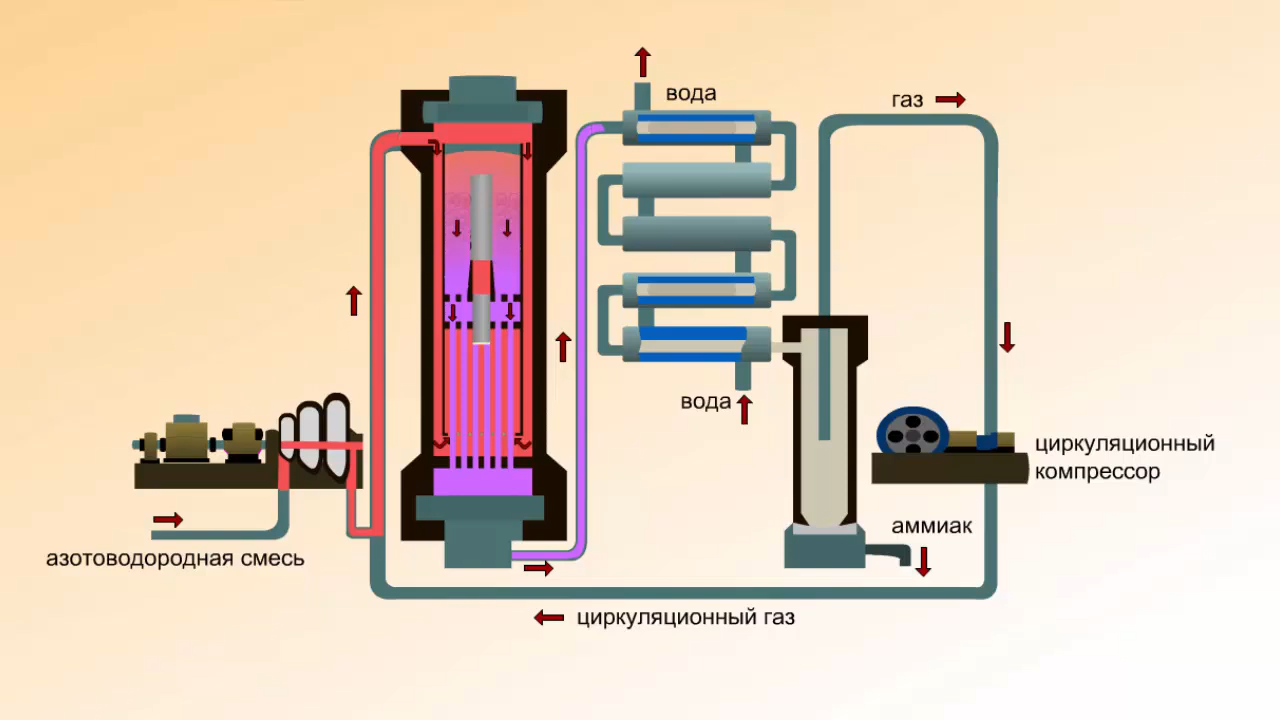 вода
газ
вода
циркуляционный
компрессор
аммиак
азотоводородная смесь
циркуляционный газ